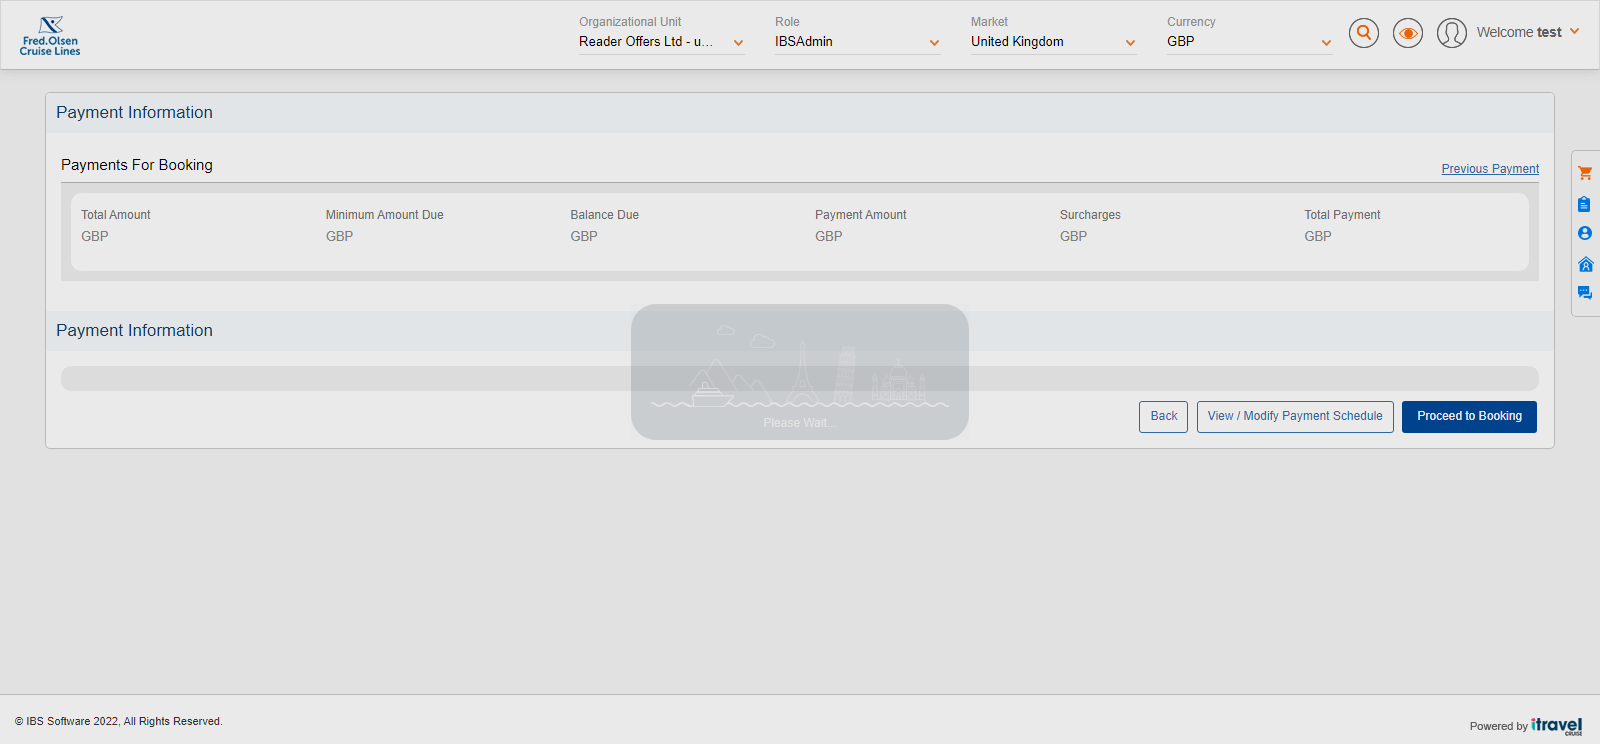 Fred.Olsen
Cruise Lines
Organizational Unit
Reader Offers Ltd - u...
Role
IBSAdmin
Market
United Kingdom
Currency
GBP
Welcome test
Payment Information
Payments For Booking
Previous Payment
Total Amount
GBP
Minimum Amount Due
GBP
Balance Due
GBP
Payment Amount
GBP
Surcharges
GBP
Total Payment
GBP
Payment Information
Please Wait...
Back
View / Modify Payment Schedule
Proceed to Booking
© IBS Software 2022, All Rights Reserved.
Powered by itravel
CRUISE